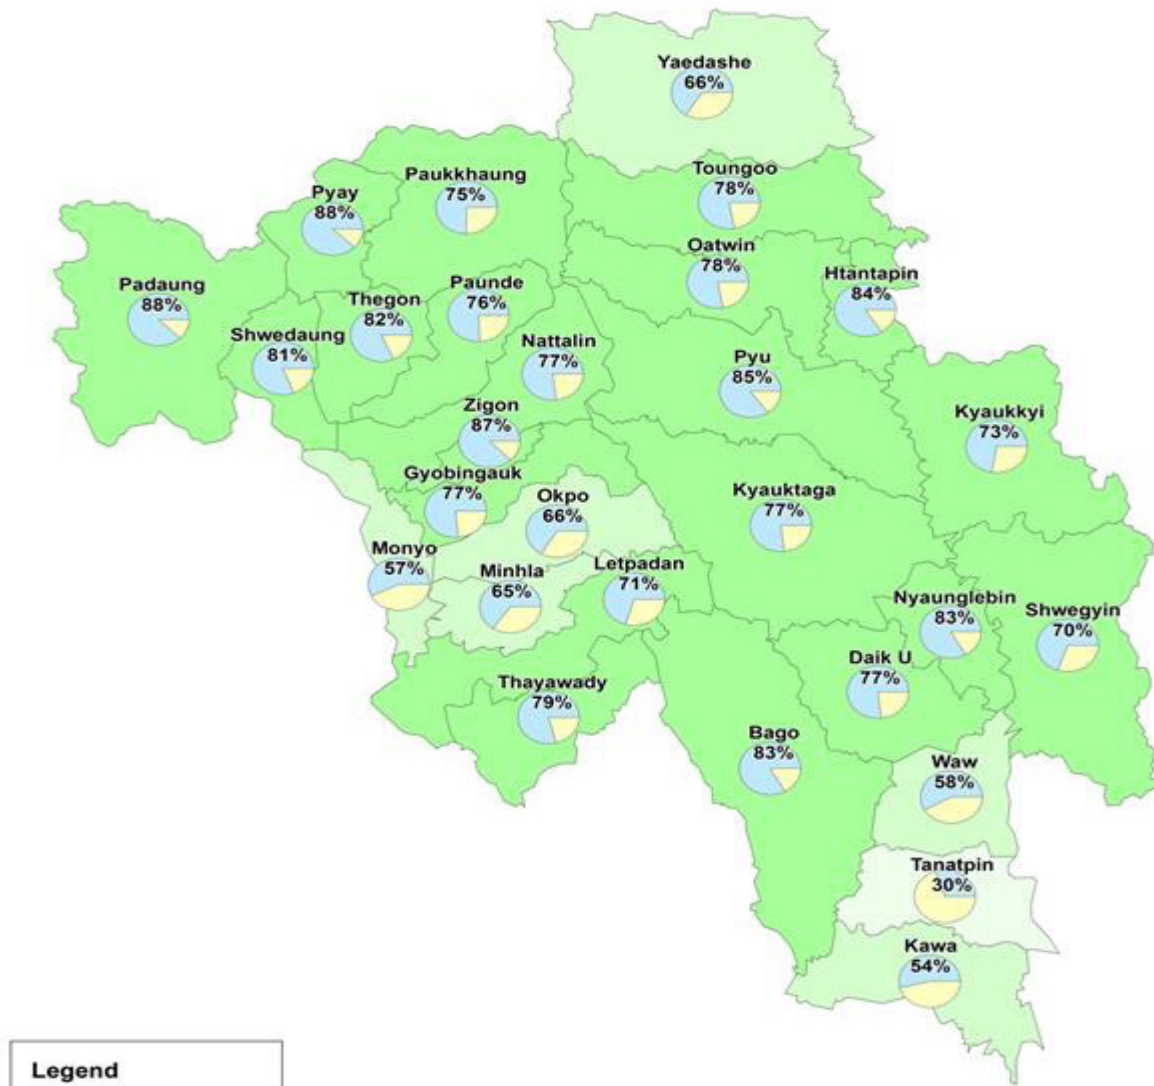 Yaedashe
66%
Paukkhaung
75%
Toungoo
78%
Pyay
88%
Oatwin
78%
Htantapin
84%
Padaung
88%
Paunde
76%
Thegon
82%
Shwedaung
81%
Nattalin
77%
Pyu
85%
Kyaukkyi
73%
Zigon
87%
Gyobingauk
77%
Okpo
66%
Kyauktaga
77%
Monyo
57%
Minhla
65%
Letpadan
71%
Nyaunglebin
83%
Shwegyin
70%
Daik U
77%
Thayawady
79%
Bago
83%
Waw
58%
Tanatpin
30%
Kawa
54%
Legend